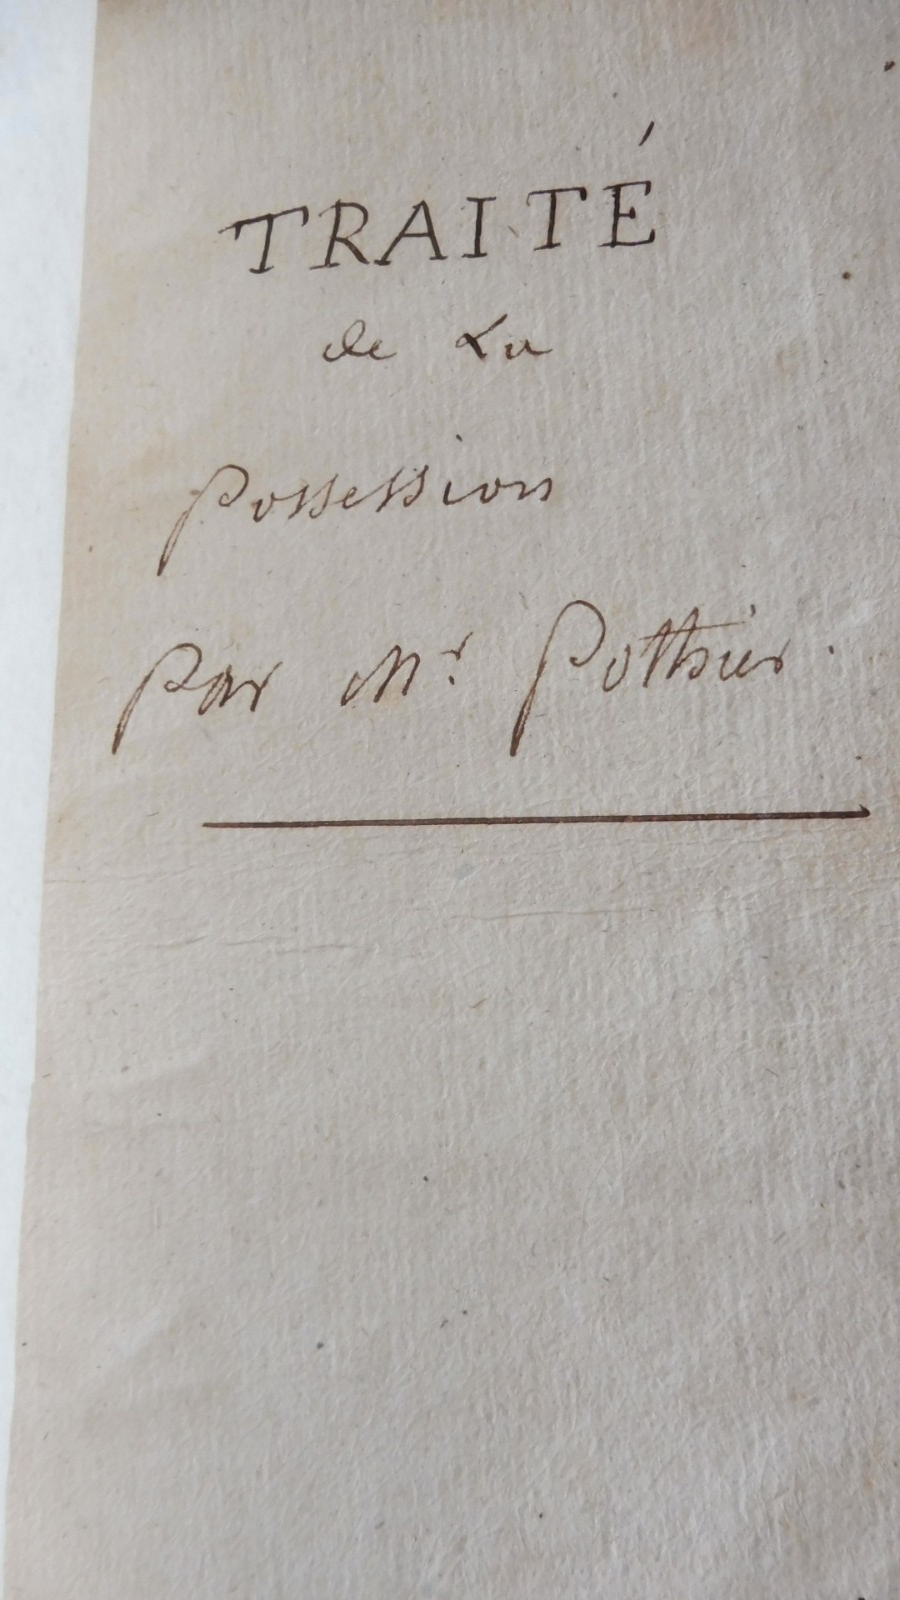 TRAITÉ
de La
Possession
Par Mr. Pothier.